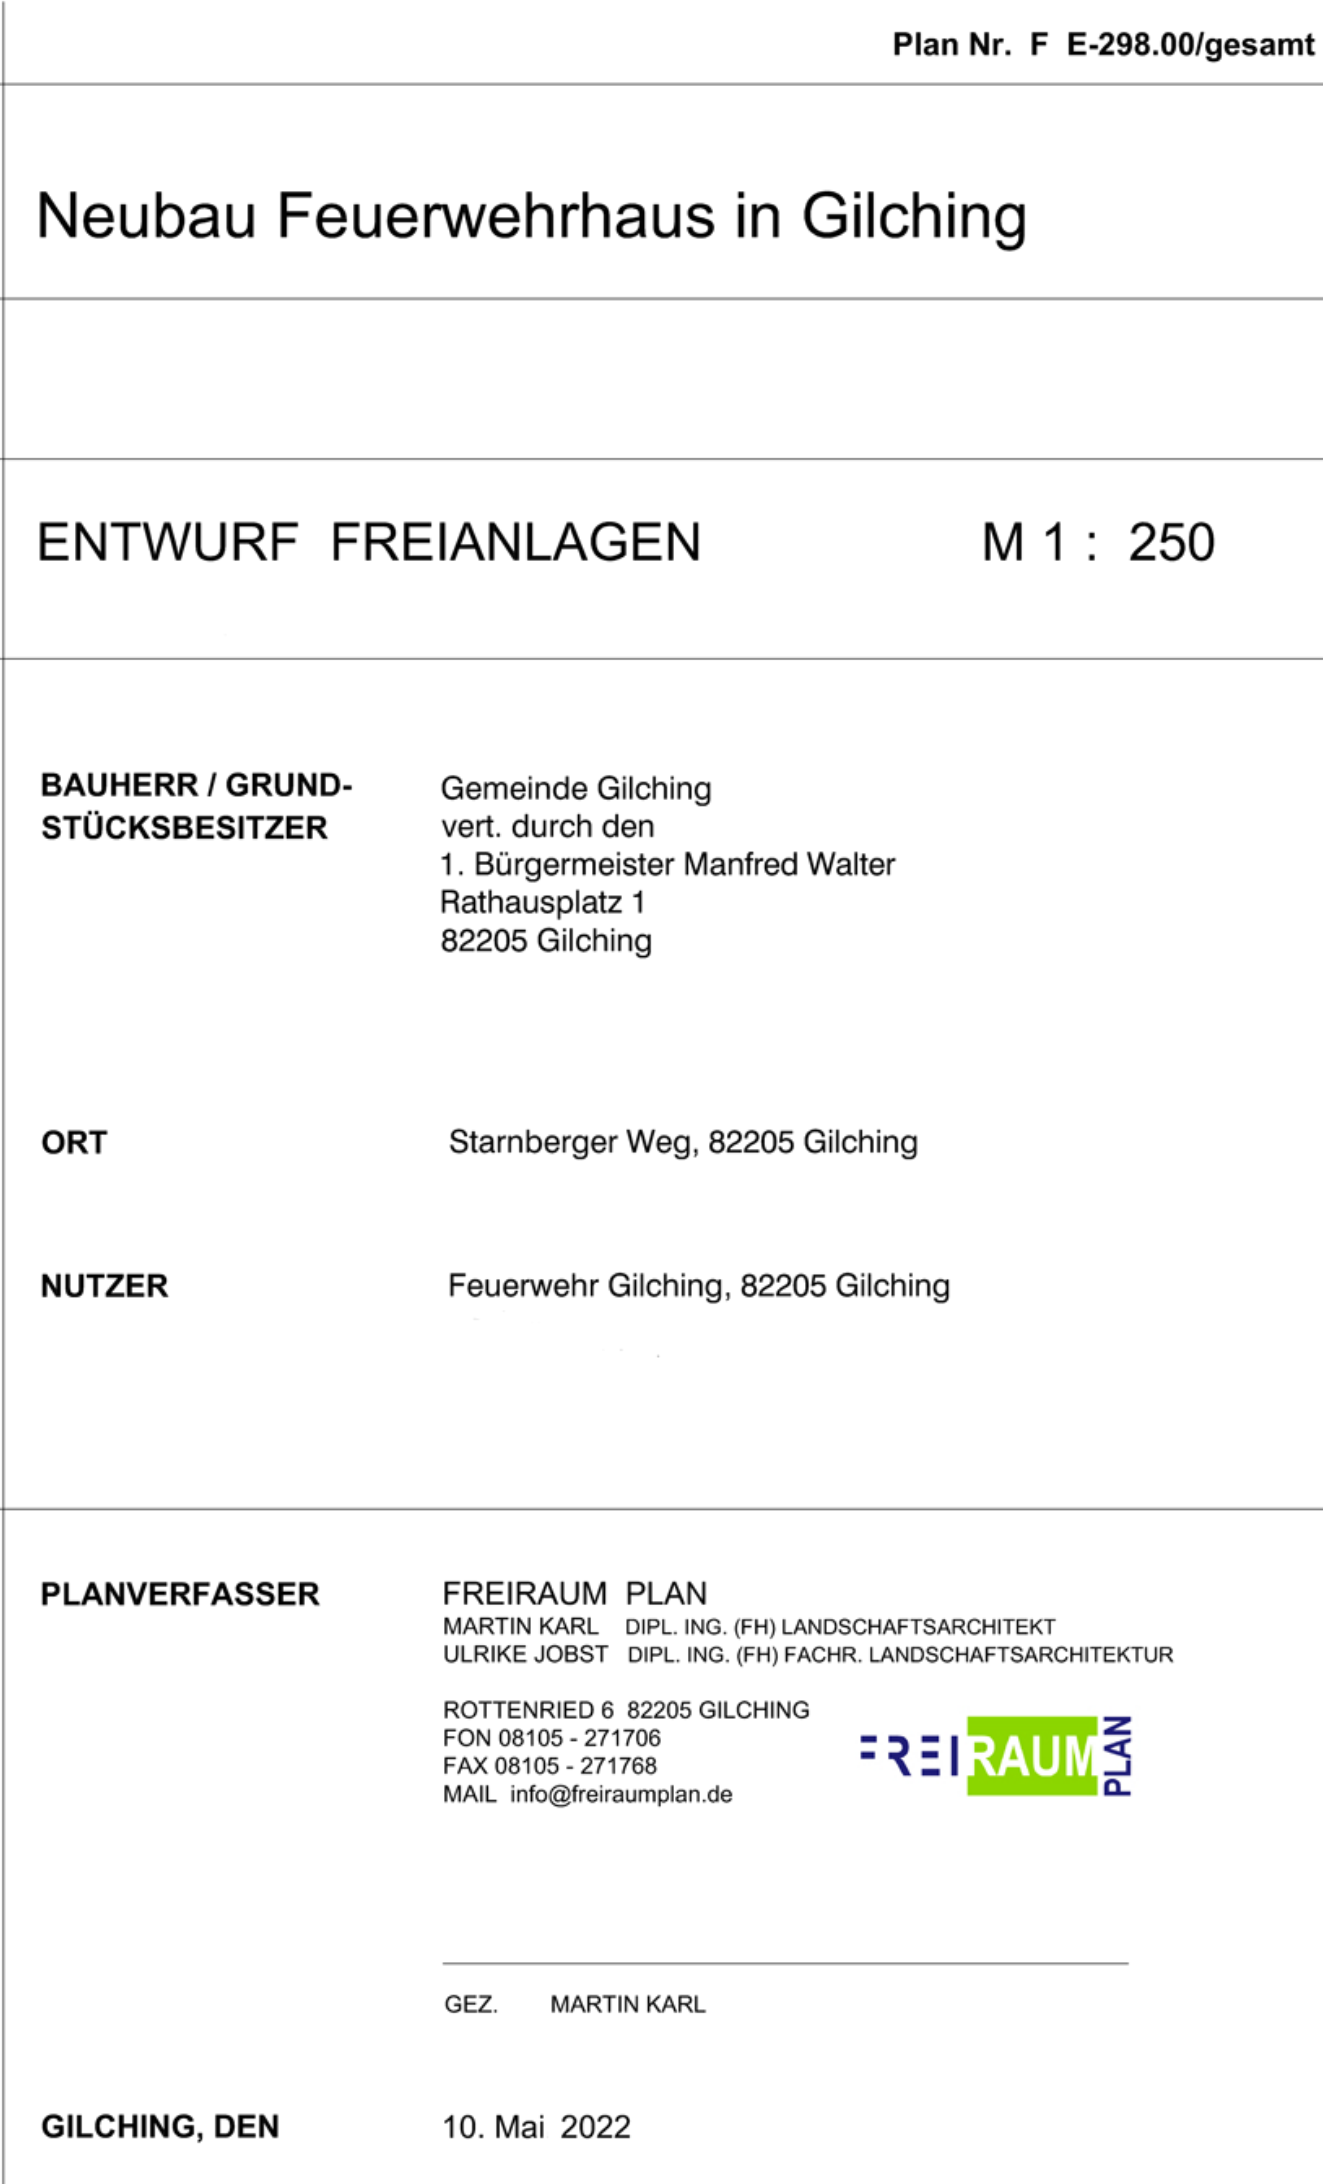 Plan Nr. F E-298.00/gesamt
Neubau Feuerwehrhaus in Gilching
ENTWURF FREIANLAGEN M 1 : 250
BAUHERR / GRUND-
STÜCKSBESITZER
Gemeinde Gilching
vert. durch den
1. Bürgermeister Manfred Walter
Rathausplatz 1
82205 Gilching
ORT Starnberger Weg, 82205 Gilching
NUTZER Feuerwehr Gilching, 82205 Gilching
PLANVERFASSER FREIRAUM PLAN
MARTIN KARL DIPL. ING. (FH) LANDSCHAFTSARCHITEKT
ULRIKE JOBST DIPL. ING. (FH) FACHR. LANDSCHAFTSARCHITEKTUR
ROTTENRIED 6 82205 GILCHING
FON 08105 - 271706
FAX 08105 - 271768
MAIL info@freiraumplan.de
FREIRAUM PLAN
GEZ. MARTIN KARL
GILCHING, DEN 10. Mai 2022